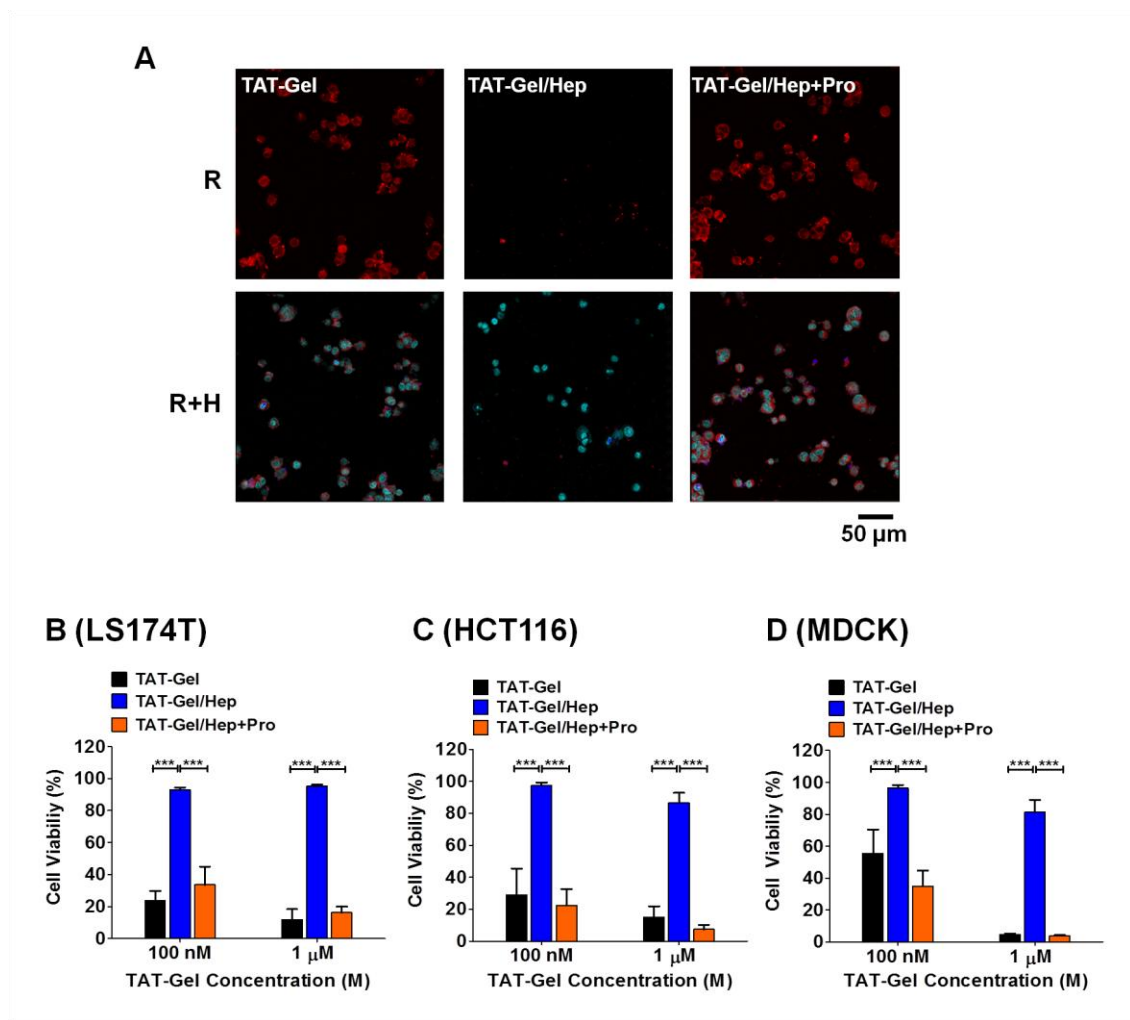 A
TAT-Gel
TAT-Gel/Hep
TAT-Gel/Hep+Pro
R
R+H
50 µm
B (LS174T)
TAT-Gel
TAT-Gel/Hep
TAT-Gel/Hep+Pro
Cell Viabiliy (%)
120
100
80
60
40
20
0
*** ***
*** ***
100 nM
1 µM
TAT-Gel Concentration (M)
C (HCT116)
TAT-Gel
TAT-Gel/Hep
TAT-Gel/Hep+Pro
Cell Viabiliy (%)
120
100
80
60
40
20
0
*** ***
*** ***
100 nM
1 µM
TAT-Gel Concentration (M)
D (MDCK)
TAT-Gel
TAT-Gel/Hep
TAT-Gel/Hep+Pro
Cell Viabiliy (%)
120
100
80
60
40
20
0
*** ***
*** ***
100 nM
1 µM
TAT-Gel Concentration (M)